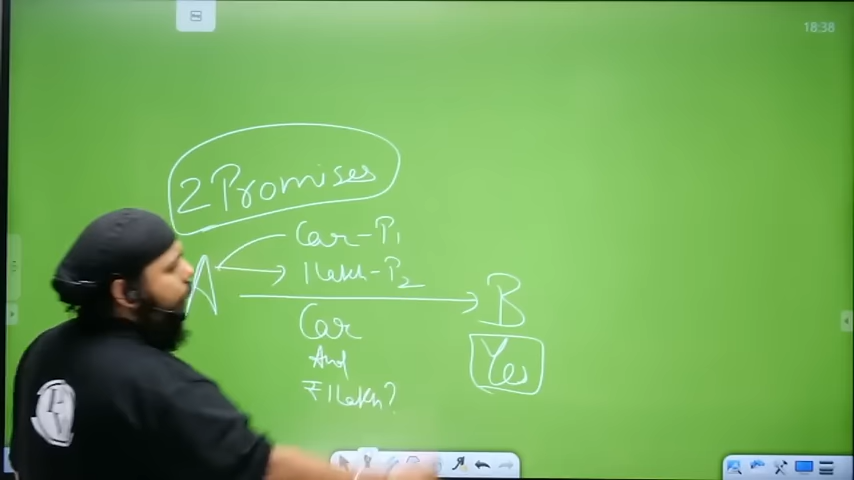 18:38
2 Promises
Car-P1
A
1 lakh-P2
B
Car
And
₹1 lakh?
Yes